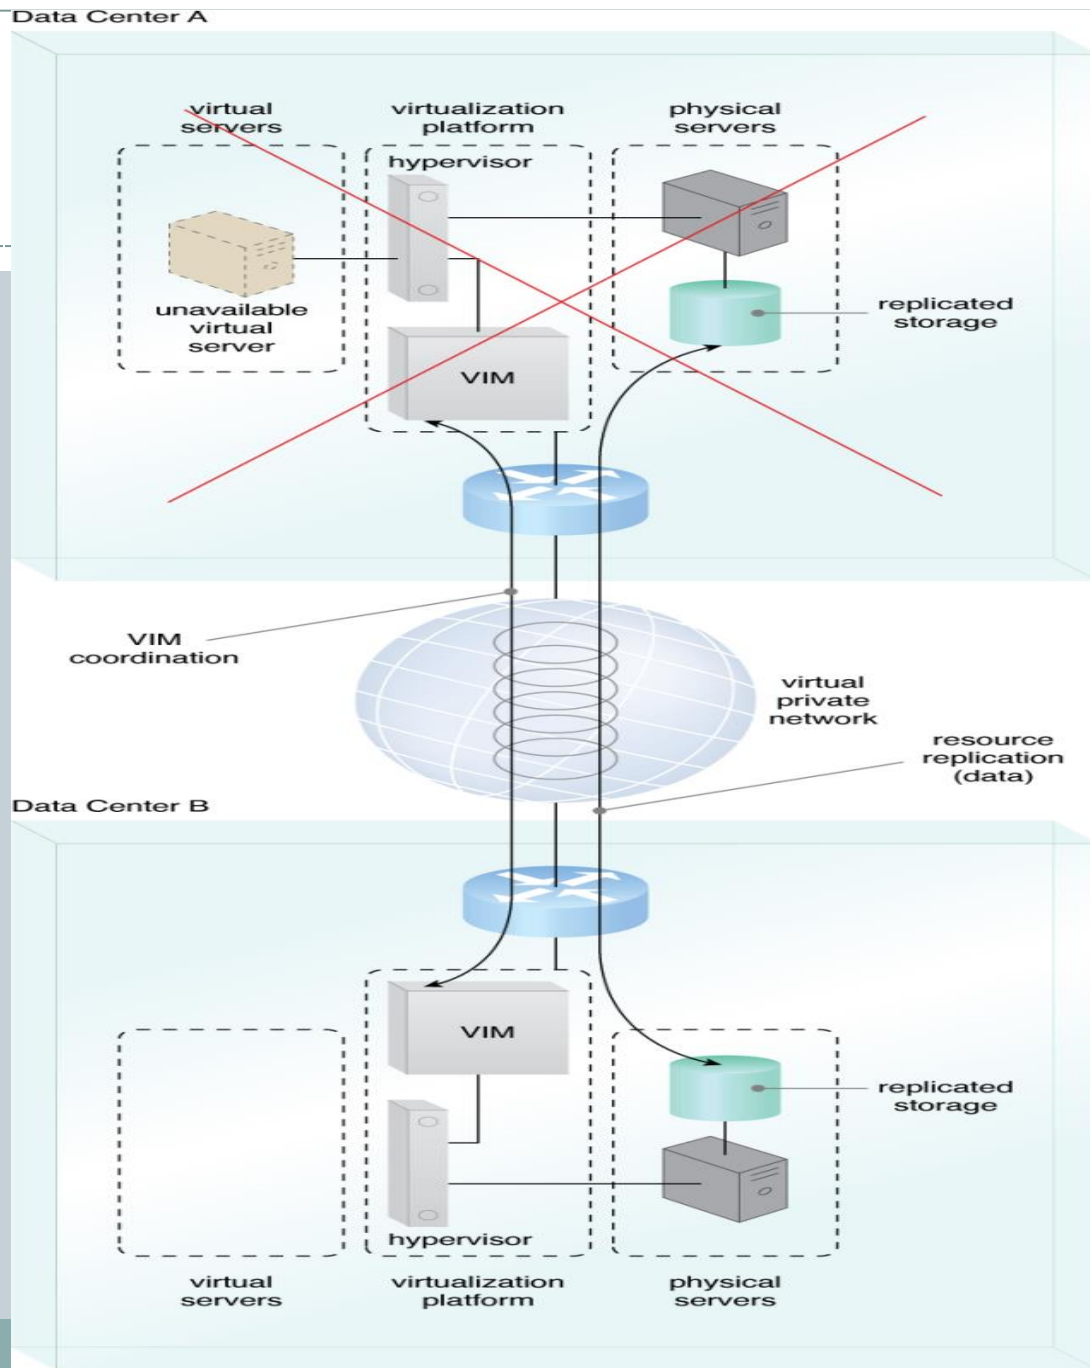 Data Center A
virtual
servers
virtualization
platform
physical
servers
hypervisor
unavailable
virtual
server
VIM
replicated
storage
VIM
coordination
virtual
private
network
resource
replication
(data)
Data Center B
VIM
replicated
storage
hypervisor
virtual
servers
virtualization
platform
physical
servers